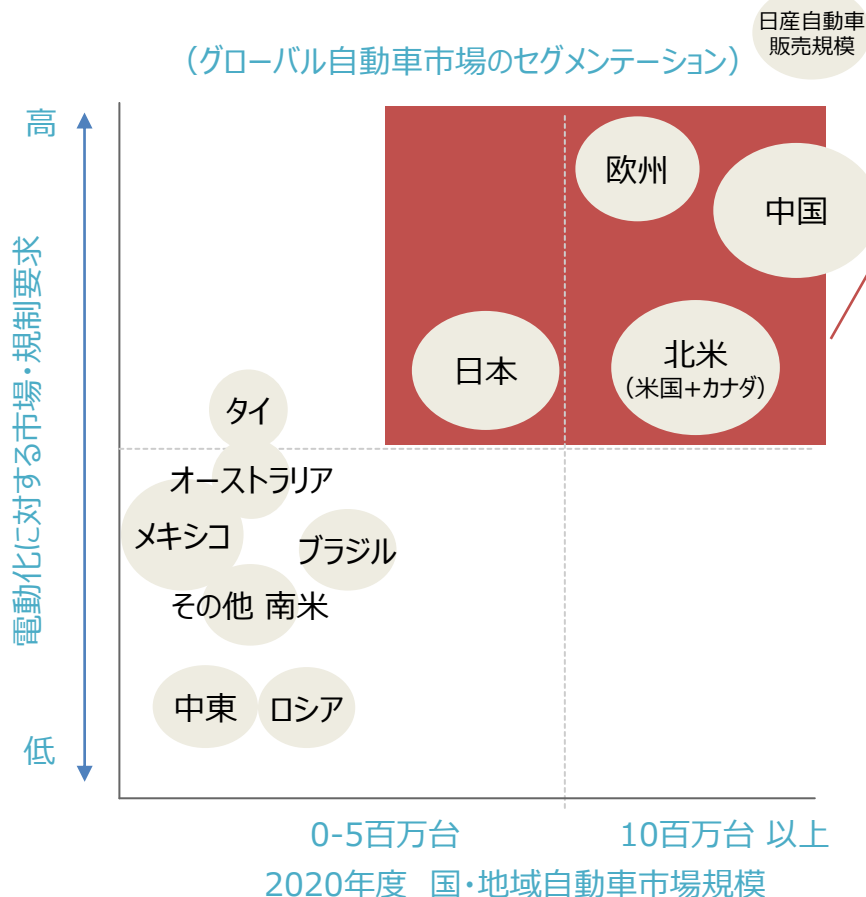 日産自動車
販売規模
（グローバル自動車市場のセグメンテーション）
高
電動化に対する市場・規制要求
低
欧州
中国
日本
北米
（米国+カナダ）
タイ
オーストラリア
メキシコ
ブラジル
その他 南米
中東
ロシア
0-5百万台
10百万台 以上
2020年度 国・地域自動車市場規模